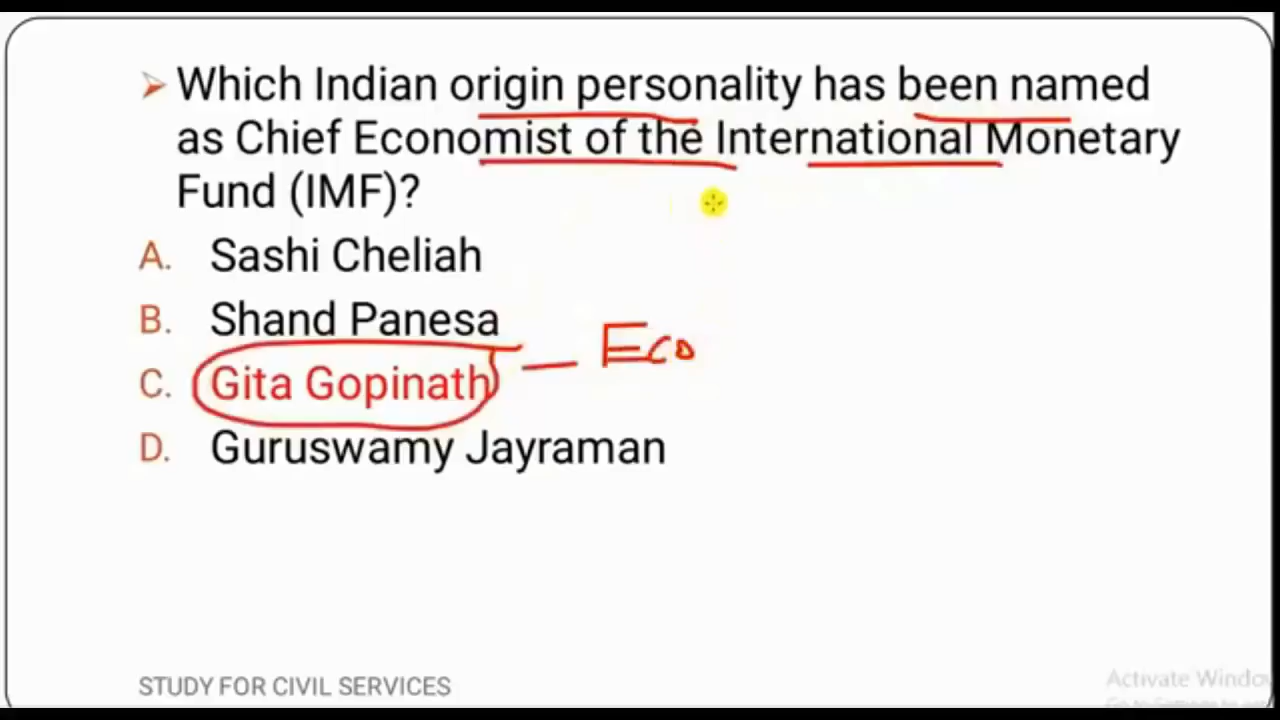 Which Indian origin personality has been named
as Chief Economist of the International Monetary
Fund (IMF)?
A. Sashi Cheliah
B. Shand Panesa
C. Gita Gopinath — Eco
D. Guruswamy Jayraman
STUDY FOR CIVIL SERVICES
Activate Windo